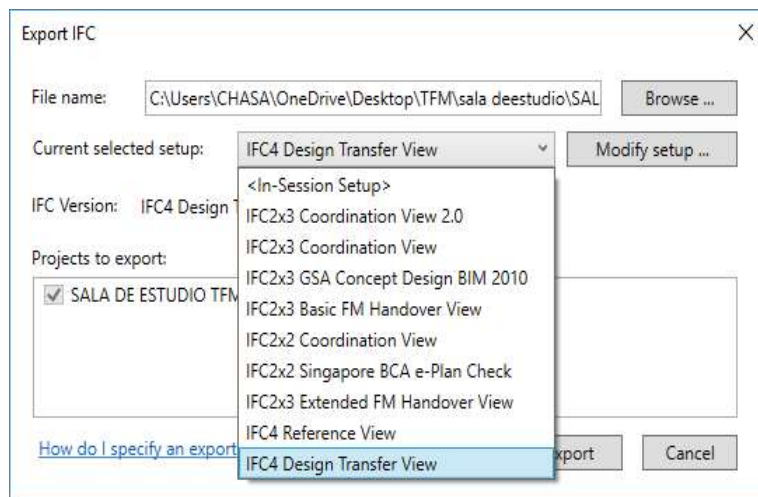 Export IFC
File name: C:\Users\CHASA\OneDrive\Desktop\TFM\sala deestudio\SAL Browse ...
Current selected setup: IFC4 Design Transfer View Modify setup ...
<In-Session Setup>
IFC Version: IFC4 Design
IFC2x3 Coordination View 2.0
IFC2x3 Coordination View
Projects to export:
IFC2x3 GSA Concept Design BIM 2010
SALA DE ESTUDIO TFM
IFC2x3 Basic FM Handover View
IFC2x2 Coordination View
IFC2x2 Singapore BCA e-Plan Check
IFC2x3 Extended FM Handover View
IFC4 Reference View
How do I specify an export
IFC4 Design Transfer View
Cancel